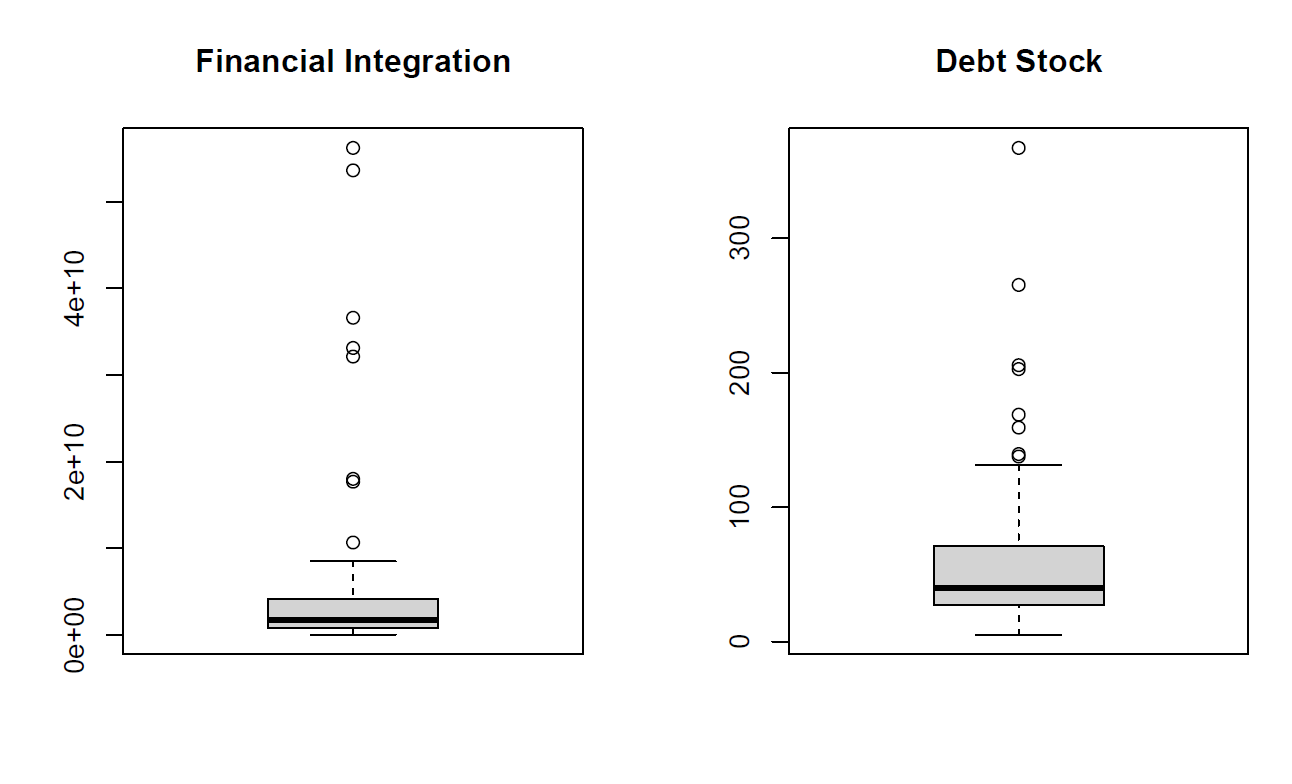 Financial Integration
4e+10
2e+10
0e+00
Debt Stock
300
200
100
0